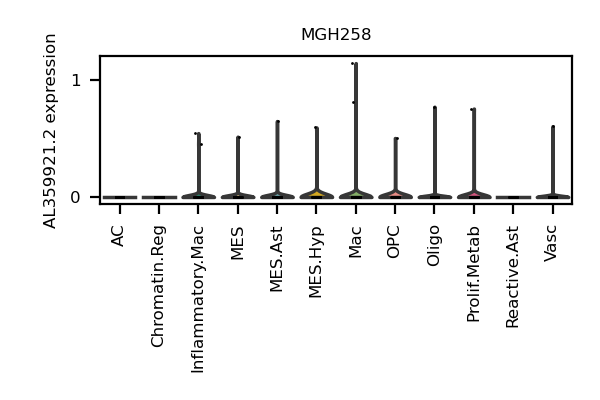 MGH258
AL359921.2 expression
1
0
AC
Chromatin.Reg
Inflammatory.Mac
MES
MES.Ast
MES.Hyp
Mac
OPC
Oligo
Prolif.Metab
Reactive.Ast
Vasc